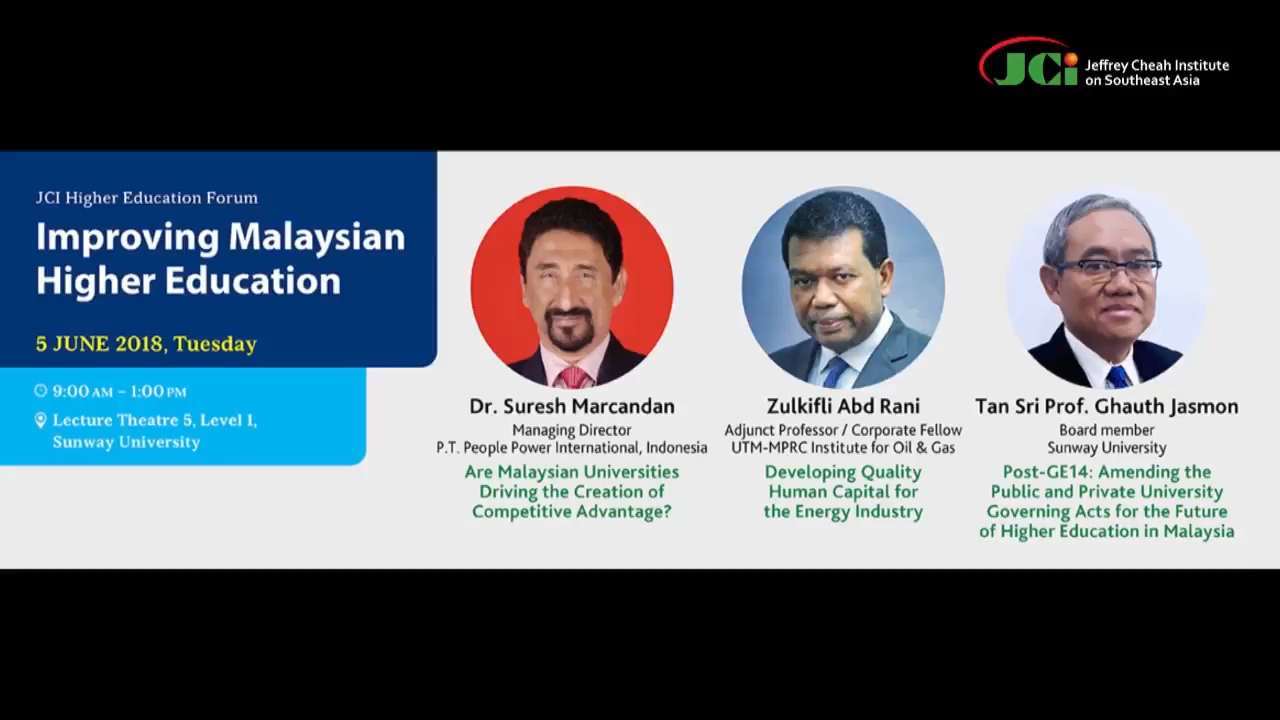 JCi Jeffrey Cheah Institute
on Southeast Asia
JCI Higher Education Forum
Improving Malaysian
Higher Education
5 JUNE 2018, Tuesday
9:00 AM – 1:00 PM
Lecture Theatre 5, Level 1,
Sunway University
Dr. Suresh Marcandan
Managing Director
P.T. People Power International, Indonesia
Are Malaysian Universities
Driving the Creation of
Competitive Advantage?
Zulkifli Abd Rani
Adjunct Professor / Corporate Fellow
UTM-MPRC Institute for Oil & Gas
Developing Quality
Human Capital for
the Energy Industry
Tan Sri Prof. Ghauth Jasmon
Board member
Sunway University
Post-GE14: Amending the
Public and Private University
Governing Acts for the Future
of Higher Education in Malaysia